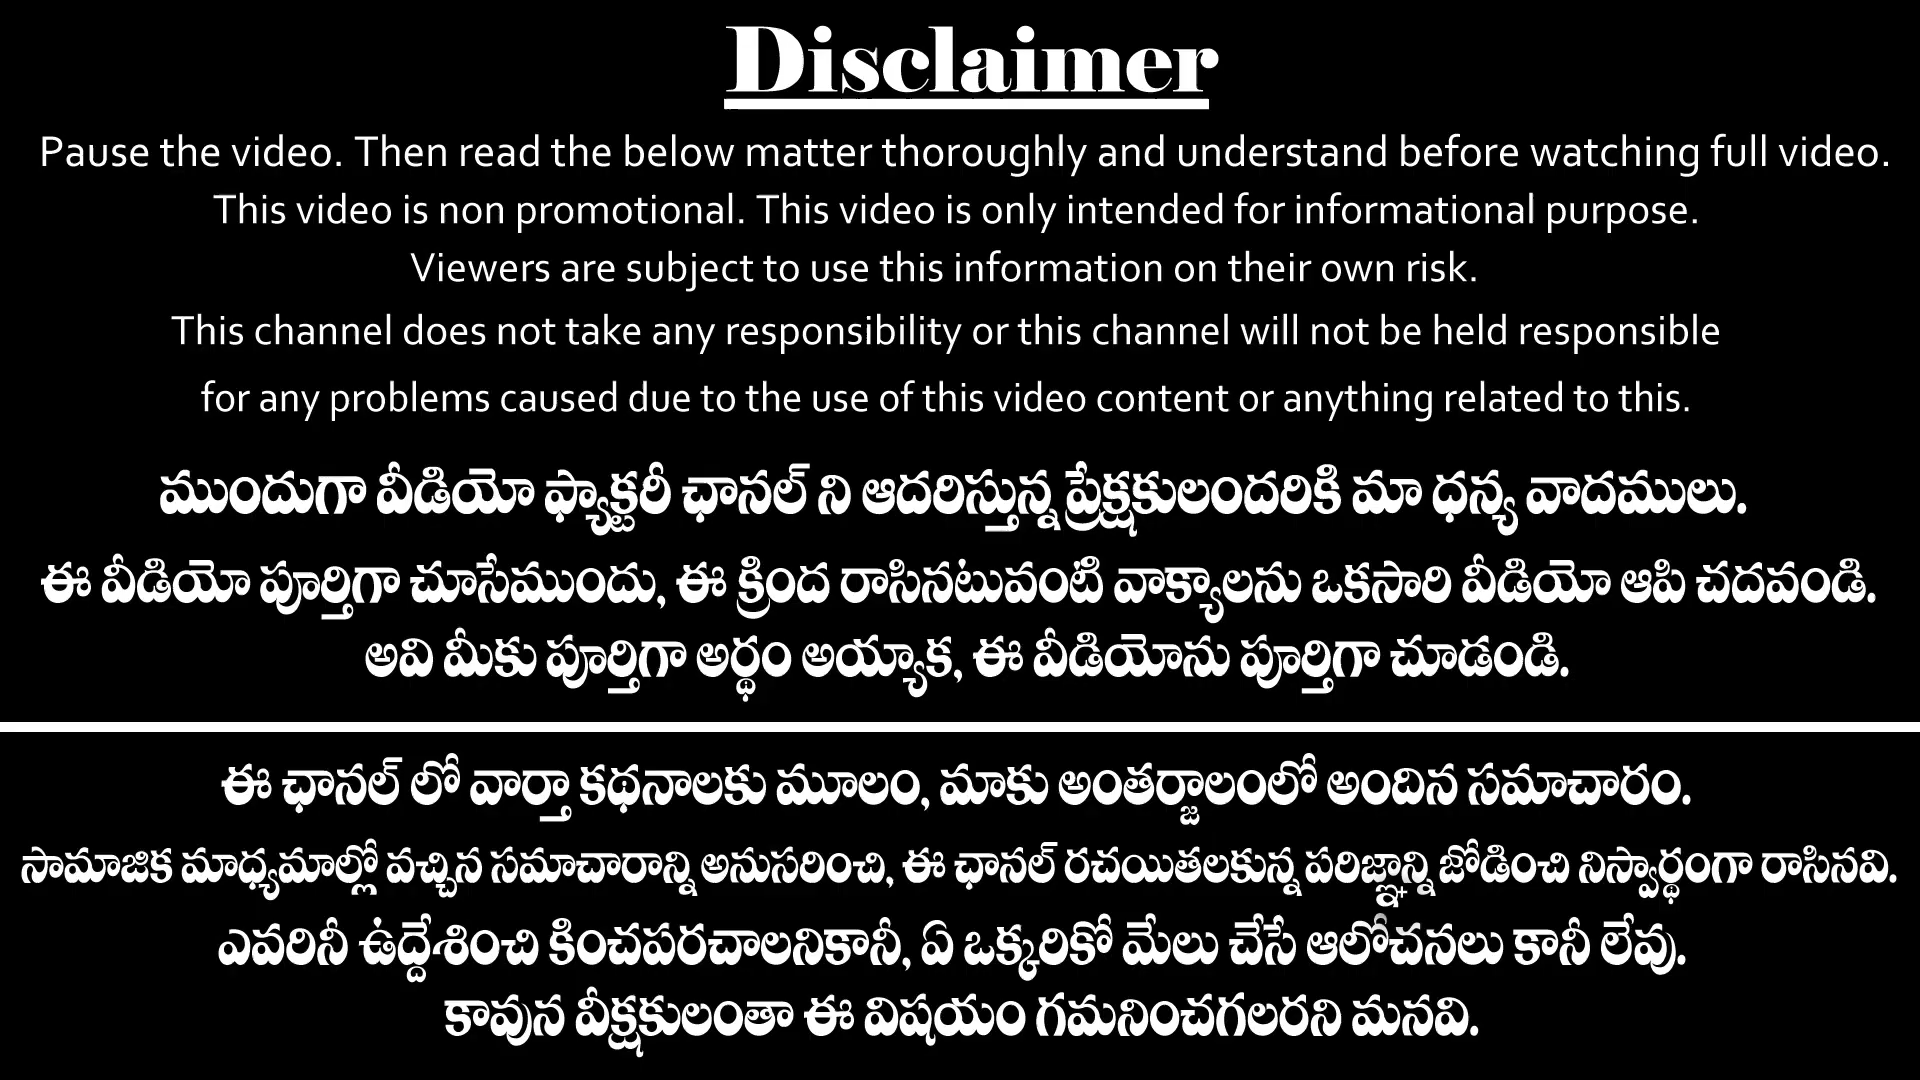 Disclaimer
Pause the video. Then read the below matter thoroughly and understand before watching full video.
This video is non promotional. This video is only intended for informational purpose.
Viewers are subject to use this information on their own risk.
This channel does not take any responsibility or this channel will not be held responsible
for any problems caused due to the use of this video content or anything related to this.
ముందుగా వీడియో ఫ్యాక్టరీ ఛానల్ ని ఆదరిస్తున్న ప్రేక్షకులందరికి మా ధన్య వాదములు.
ఈ వీడియో పూర్తిగా చూసేముందు, ఈ క్రింద రాసినటువంటి వాక్యాలను ఒకసారి వీడియో ఆపి చదవండి.
అవి మీకు పూర్తిగా అర్థం అయ్యాక, ఈ వీడియోను పూర్తిగా చూడండి.
ఈ ఛానల్ లో వార్తా కథనాలకు మూలం, మాకు అంతర్జాలంలో అందిన సమాచారం.
సామాజిక మాధ్యమాల్లో వచ్చిన సమాచారాన్ని అనుసరించి, ఈ ఛానల్ రచయితలకున్న పరిజ్ఞాన్ని జోడించి నిస్వార్థంగా రాసినవి.
ఎవరినీ ఉద్దేశించి కించపరచాలనికానీ, ఏ ఒక్కరికో మేలు చేసే ఆలోచనలు కానీ లేవు.
కావున వీక్షకులంతా ఈ విషయం గమనించగలరని మనవి.